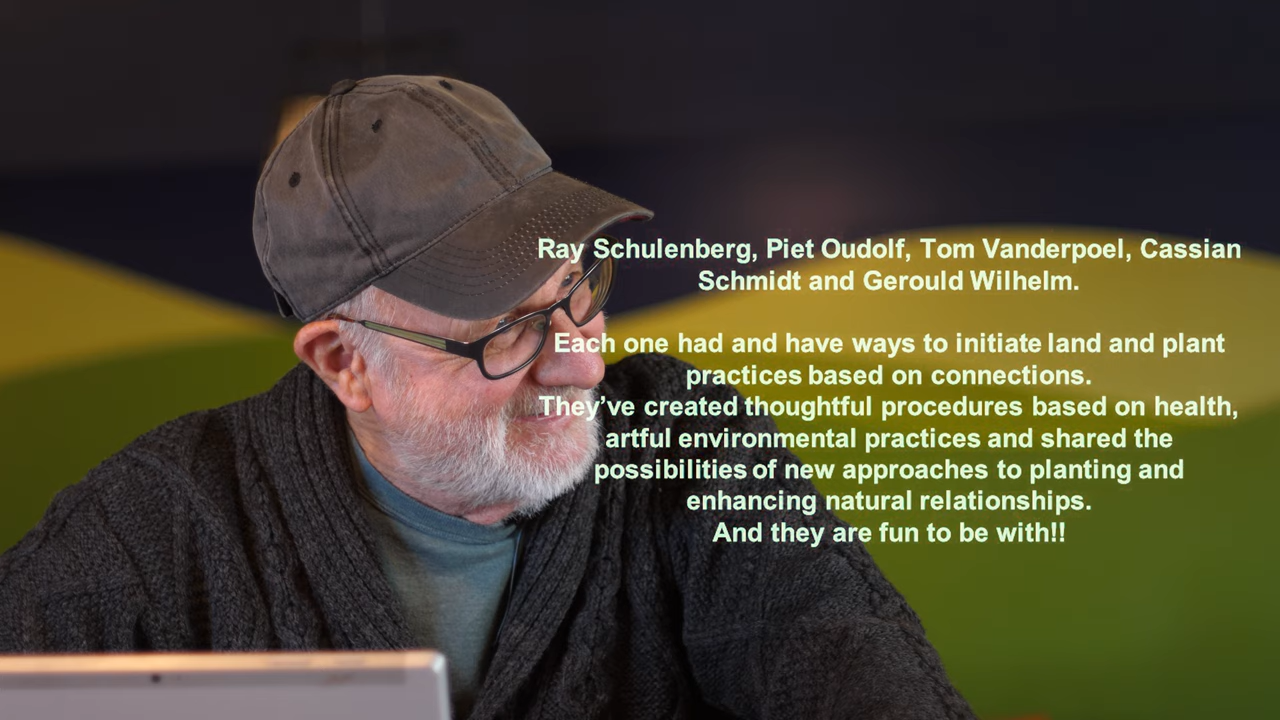 Ray Schulenberg, Piet Oudolf, Tom Vanderpoel, Cassian
Schmidt and Gerould Wilhelm.
Each one had and have ways to initiate land and plant
practices based on connections.
They’ve created thoughtful procedures based on health,
artful environmental practices and shared the
possibilities of new approaches to planting and
enhancing natural relationships.
And they are fun to be with!!